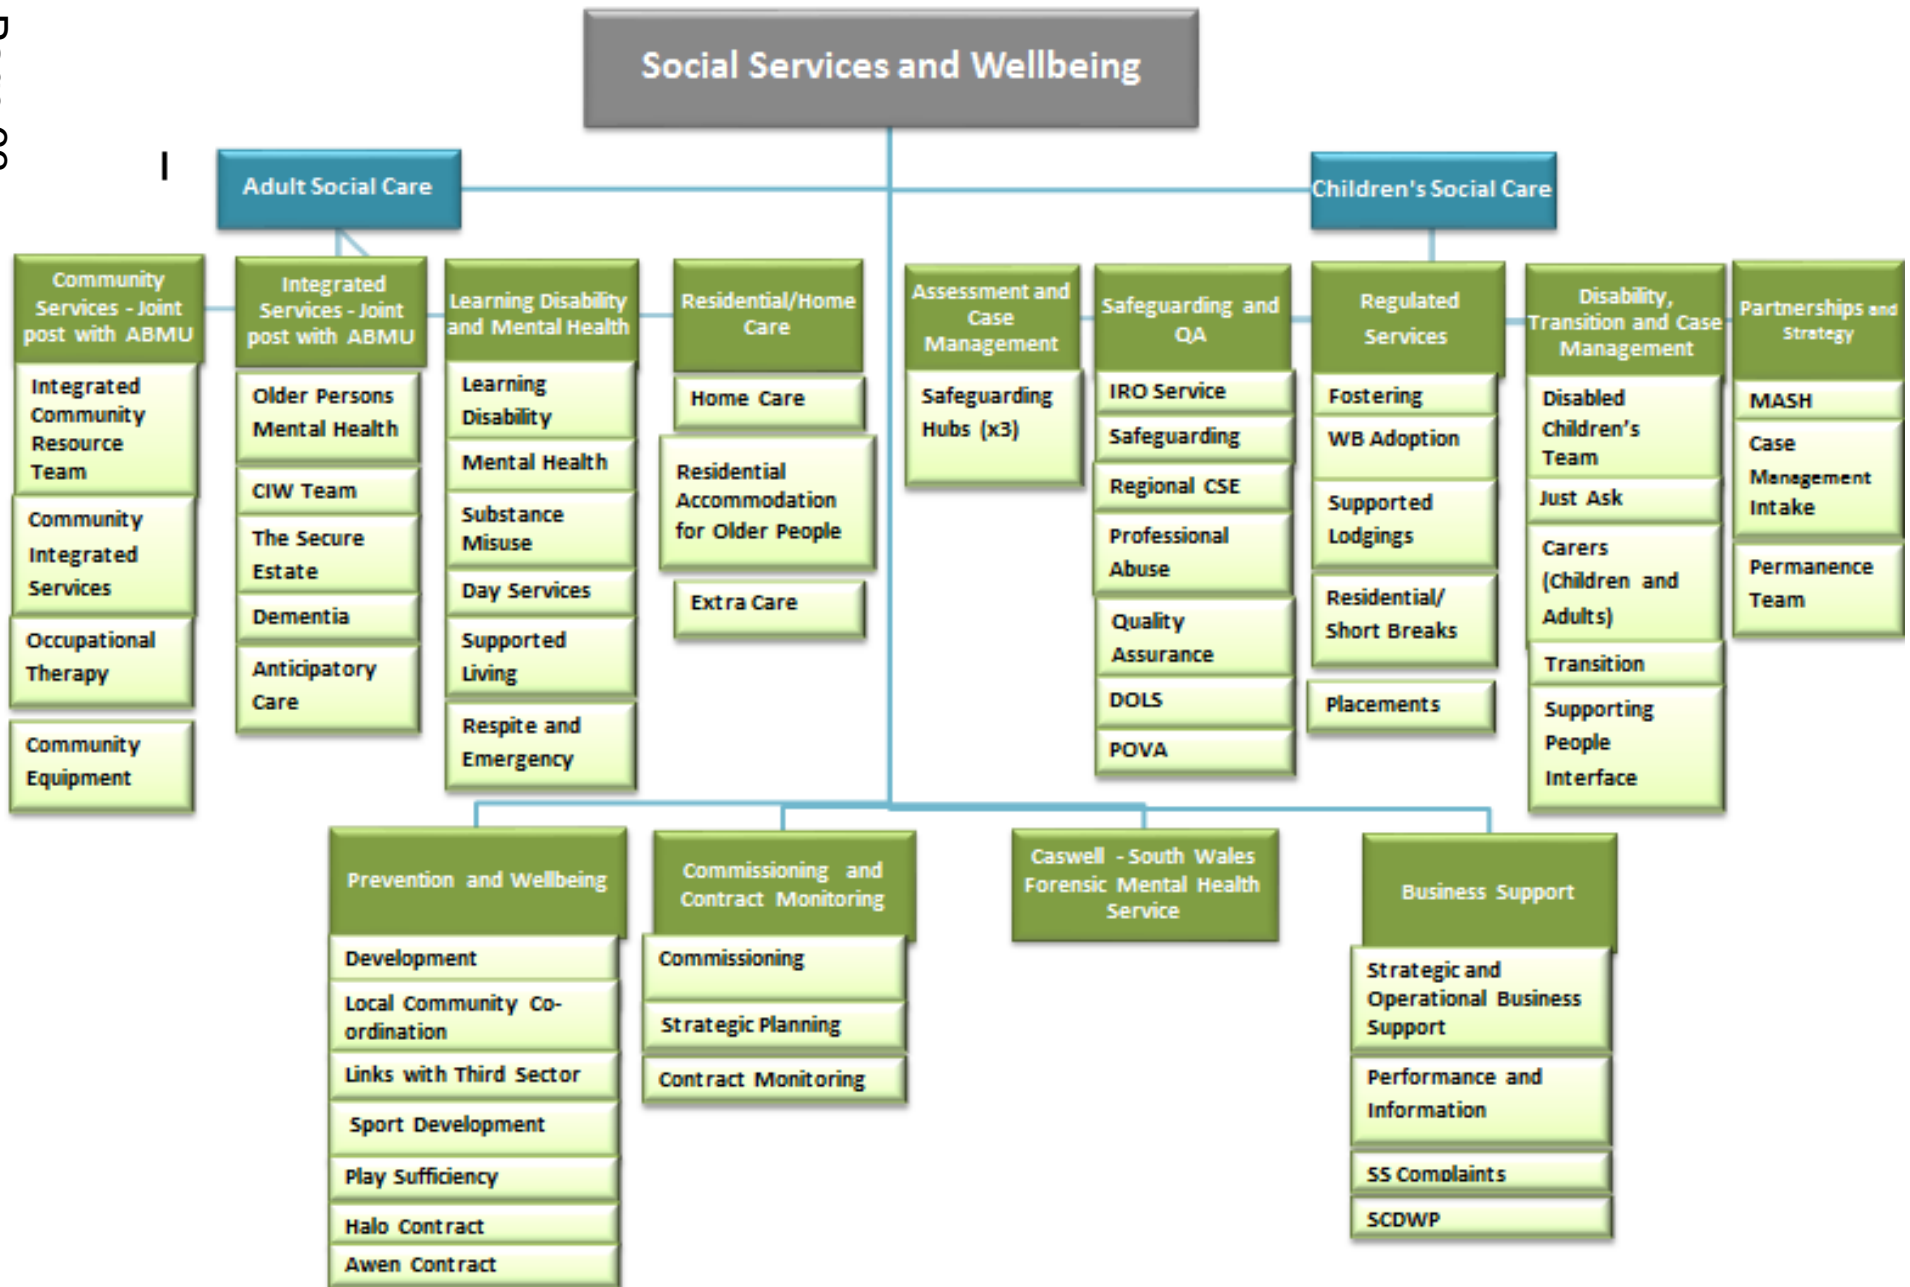 Social Services and Wellbeing
Adult Social Care
Children's Social Care
Community
Services - Joint
post with ABMU
Integrated
Community
Resource
Team
Community
Integrated
Services
Occupational
Therapy
Community
Equipment
Integrated
Services - Joint
post with ABMU
Older Persons
Mental Health
CIW Team
The Secure
Estate
Dementia
Anticipatory
Care
Learning Disability
and Mental Health
Learning
Disability
Mental Health
Substance
Misuse
Day Services
Supported
Living
Respite and
Emergency
Residential/Home
Care
Home Care
Residential
Accommodation
for Older People
Extra Care
Assessment and
Case
Management
Safeguarding
Hubs (x3)
Safeguarding and
QA
IRO Service
Safeguarding
Regional CSE
Professional
Abuse
Quality
Assurance
DOLS
POVA
Regulated
Services
Fostering
WB Adoption
Supported
Lodgings
Residential/
Short Breaks
Placements
Disability,
Transition and Case
Management
Disabled
Children's
Team
Just Ask
Carers
(Children and
Adults)
Transition
Supporting
People
Interface
Partnerships and
Strategy
MASH
Case
Management
Intake
Permanence
Team
Prevention and Wellbeing
Development
Local Community Co-
ordination
Links with Third Sector
Sport Development
Play Sufficiency
Halo Contract
Awen Contract
Commissioning and
Contract Monitoring
Commissioning
Strategic Planning
Contract Monitoring
Caswell - South Wales
Forensic Mental Health
Service
Business Support
Strategic and
Operational Business
Support
Performance and
Information
SS Complaints
SCDWP